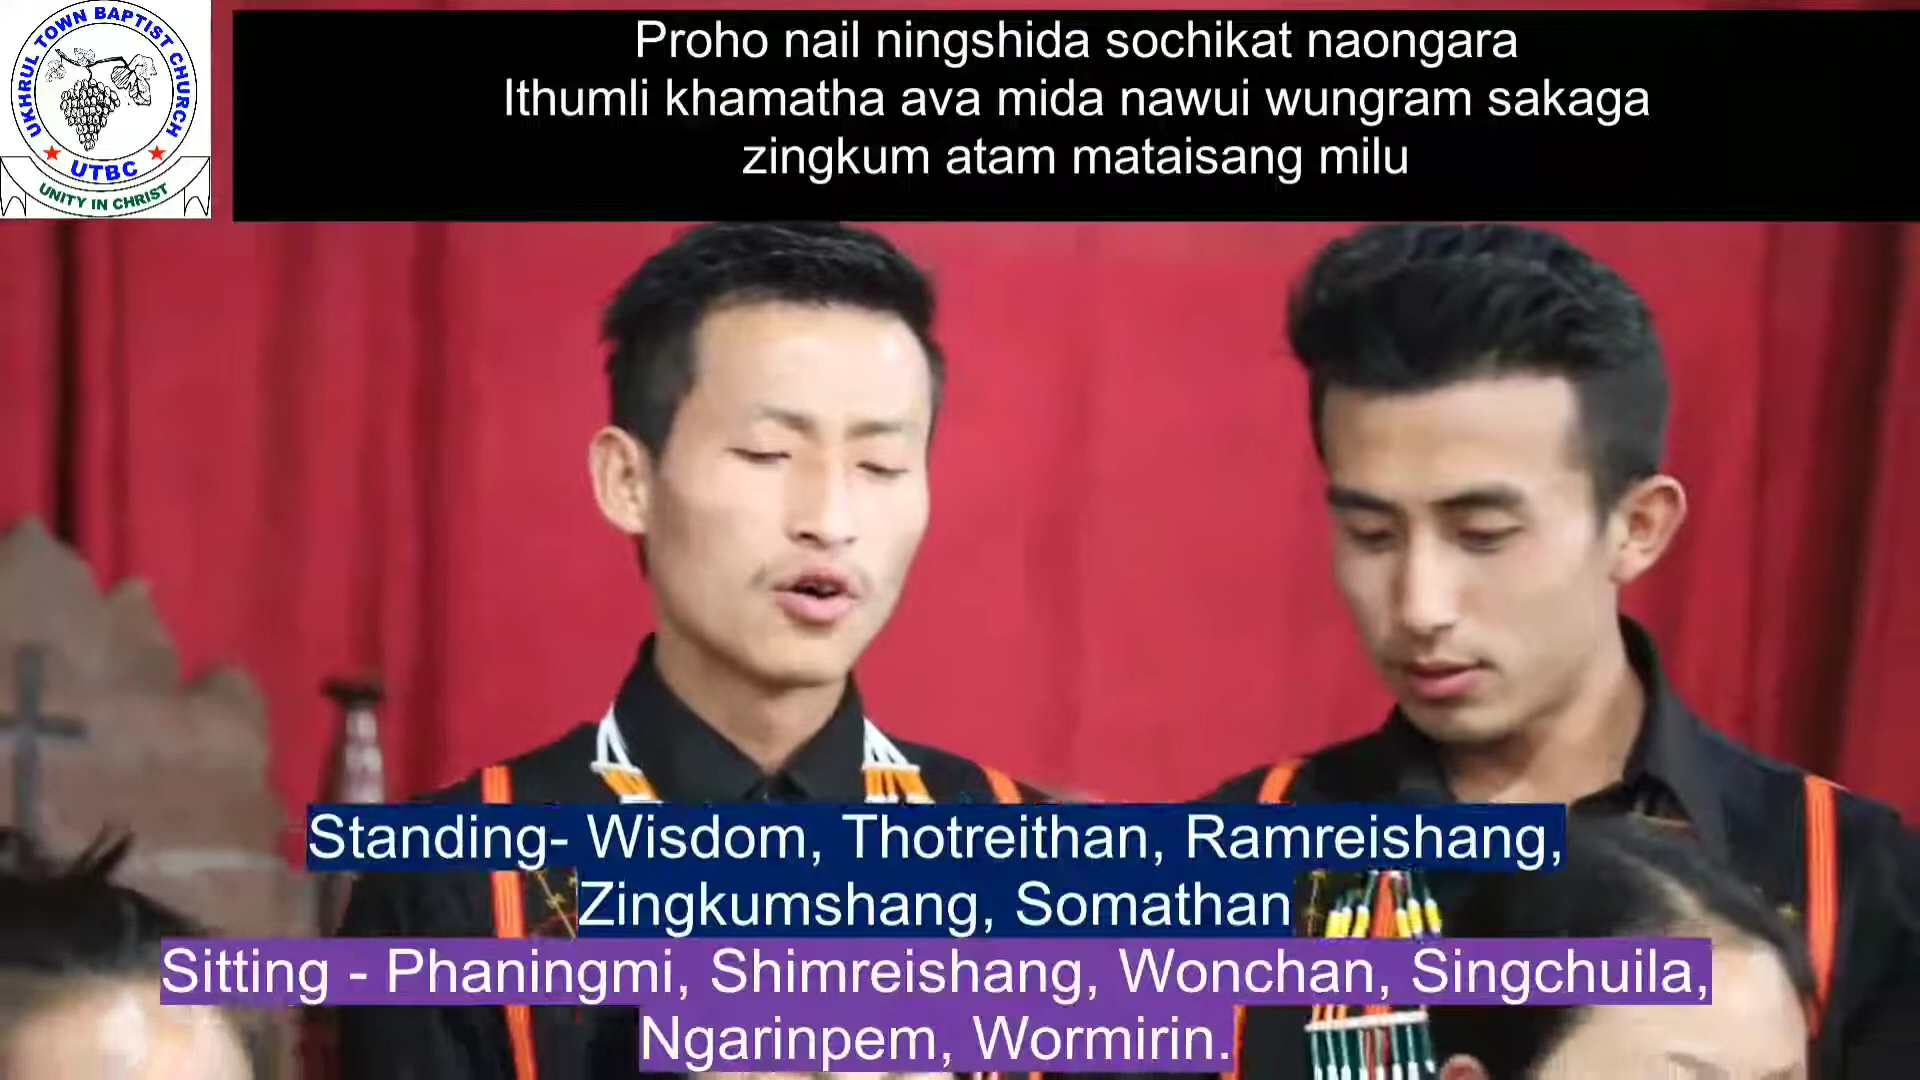 UKHRUL TOWN BAPTIST CHURCH
UTBC
UNITY IN CHRIST
Proho nail ningshida sochikat naongara
Ithumli khamatha ava mida nawui wungram sakaga
zingkum atam mataisang milu
Standing- Wisdom, Thotreithan, Ramreishang,
Zingkumshang, Somathan
Sitting - Phaningmi, Shimreishang, Wonchan, Singchuila,
Ngarinpem, Wormirin.